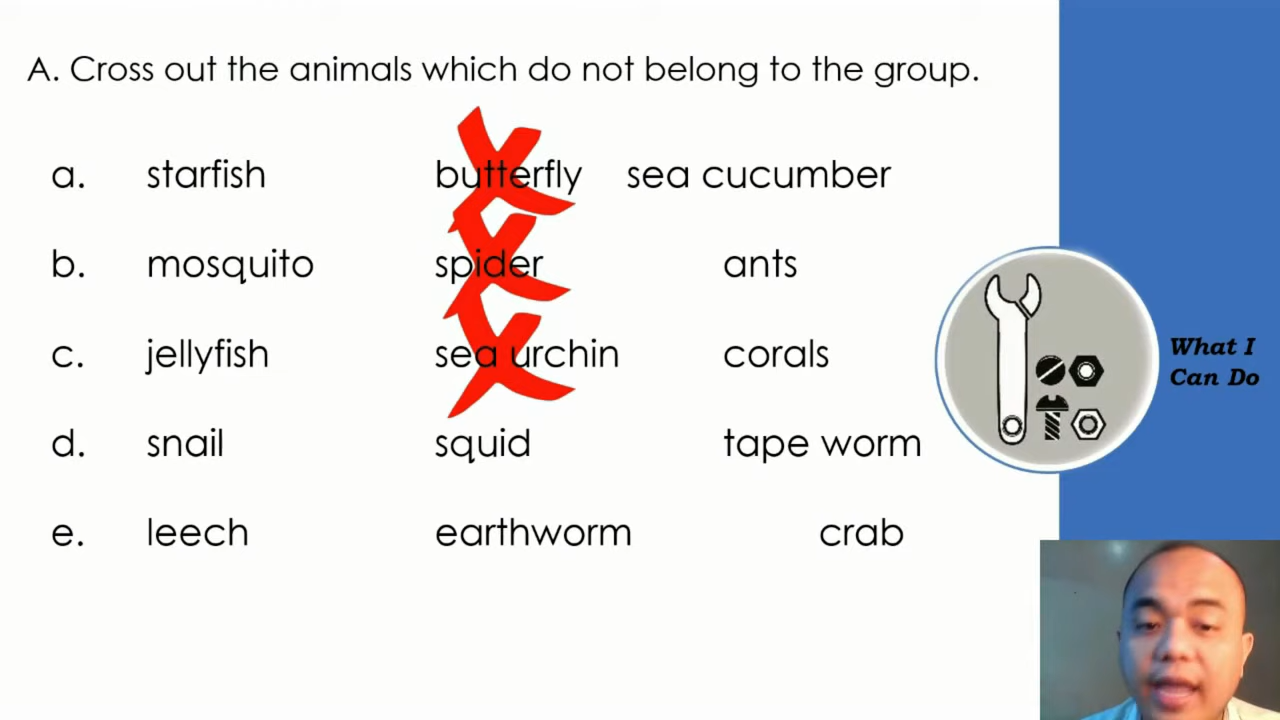 A. Cross out the animals which do not belong to the group.
a. starfish butterfly sea cucumber
b. mosquito spider ants
c. jellyfish sea urchin corals
What I
Can Do
d. snail squid tape worm
e. leech earthworm crab